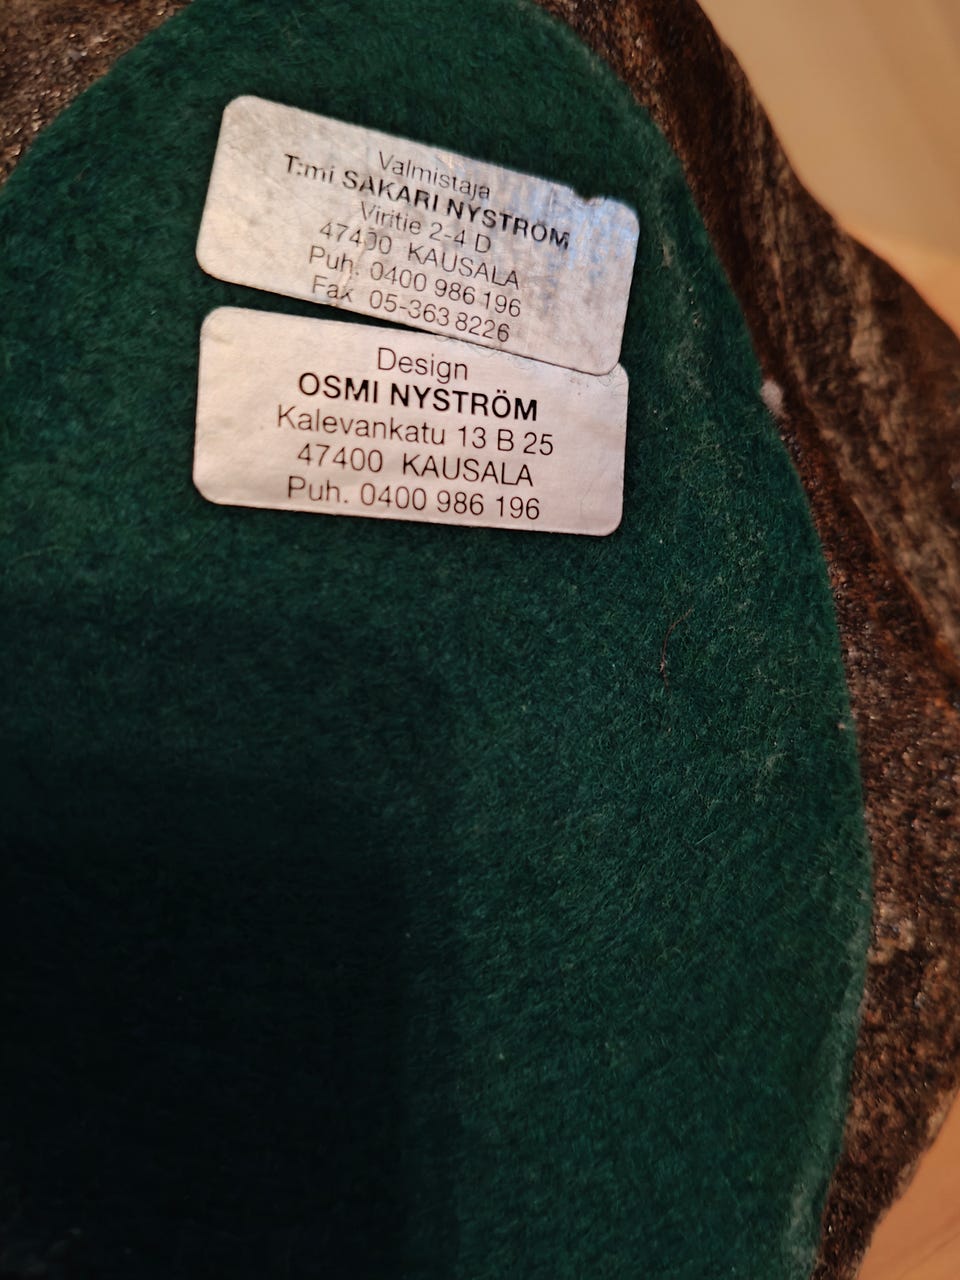 Valmistaja
T:mi SAKARI NYSTRÖM
Viritie 2-4 D
47400 KAUSALA
Puh. 0400 986 196
Fax 05-363 8226
Design
OSMI NYSTRÖM
Kalevankatu 13 B 25
47400 KAUSALA
Puh. 0400 986 196